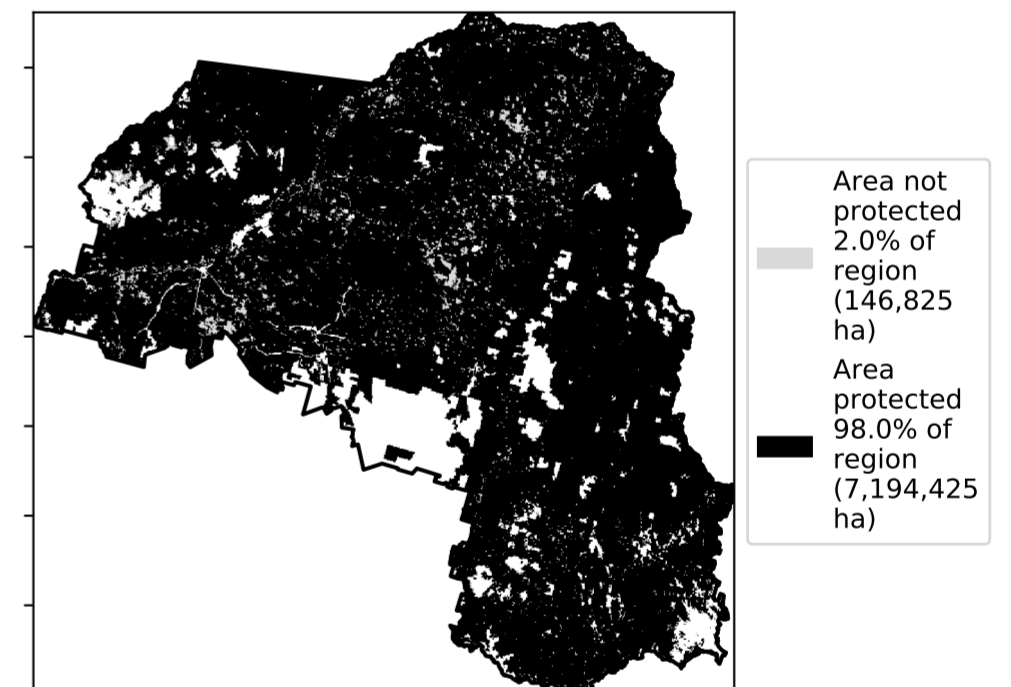 Area not
protected
2.0% of
region
(146,825
ha)
Area
protected
98.0% of
region
(7,194,425
ha)